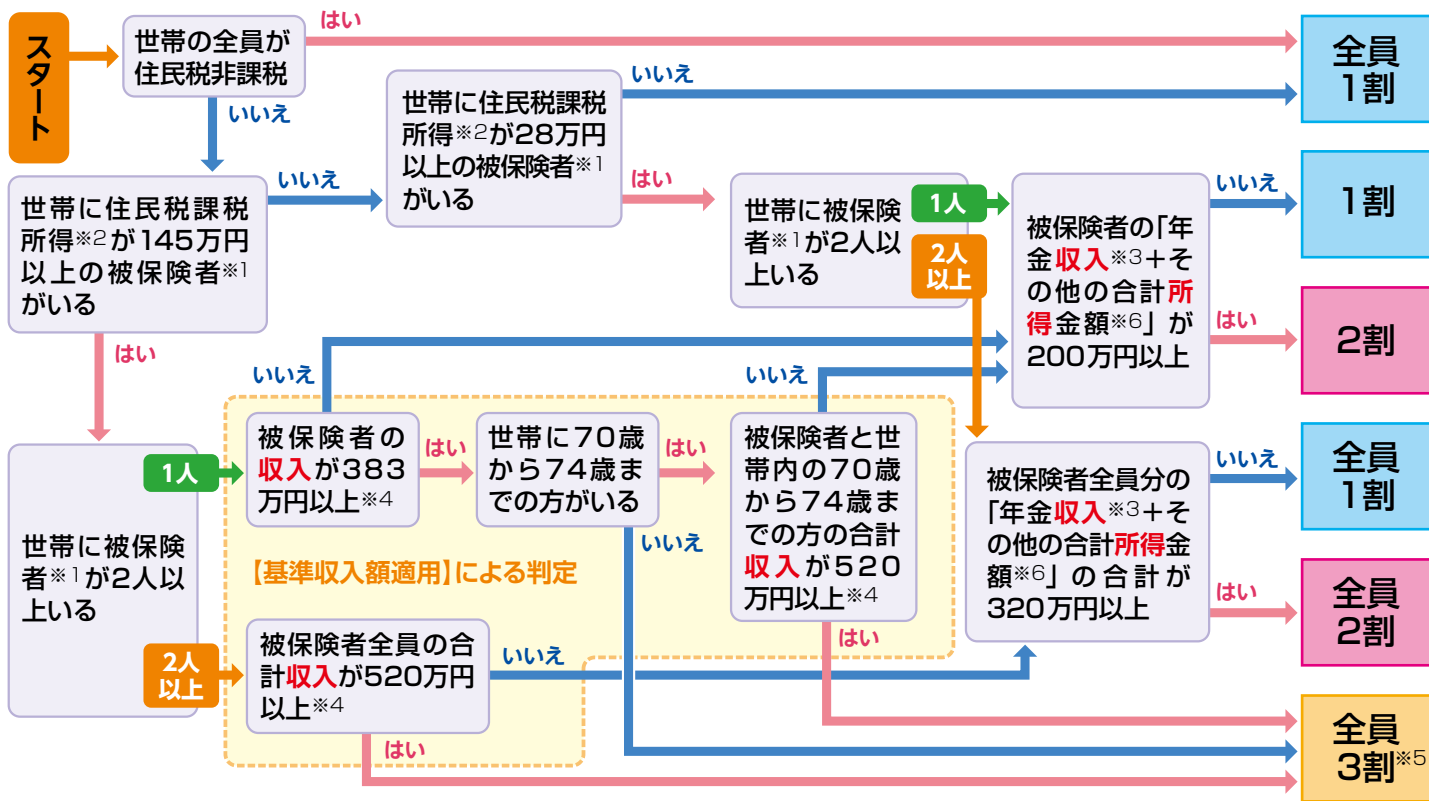 スタート
世帯の全員が
住民税非課税
はい
いいえ
全員
1割
世帯に住民税課税
所得※2が28万円
以上の被保険者※1
がいる
いいえ
はい
世帯に住民税課税
所得※2が145万円
以上の被保険者※1
がいる
いいえ
はい
世帯に被保険
者※1が2人以
上いる
1人
2人
以上
被保険者の「年
金収入※3+そ
の他の合計所
得金額※6」が
200万円以上
いいえ
はい
1割
2割
世帯に被保険
者※1が2人以
上いる
1人
2人
以上
被保険者の
収入が383
万円以上※4
いいえ
はい
世帯に70歳
から74歳ま
での方がいる
はい
いいえ
被保険者と世
帯内の70歳
から74歳ま
での方の合計
収入が520
万円以上※4
いいえ
はい
【基準収入額適用】による判定
被保険者全員の合
計収入が520万円
以上※4
いいえ
はい
被保険者全員分の
「年金収入※3+そ
の他の合計所得金
額※6」の合計が
320万円以上
いいえ
はい
全員
1割
全員
2割
全員
3割※5